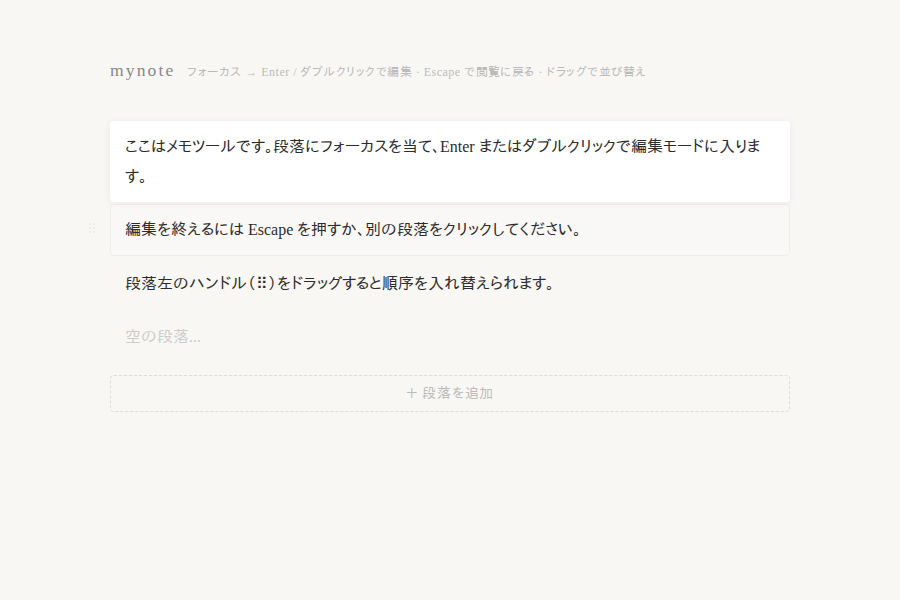 mynote フォーカス → Enter / ダブルクリックで編集 · Escape で閲覧に戻る · ドラッグで並び替え
ここはメモツールです。段落にフォーカスを当て、Enter またはダブルクリックで編集モードに入りま
す。
編集を終えるには Escape を押すか、別の段落をクリックしてください。
段落左のハンドル（⠿）をドラッグすると順序を入れ替えられます。
空の段落...
＋ 段落を追加